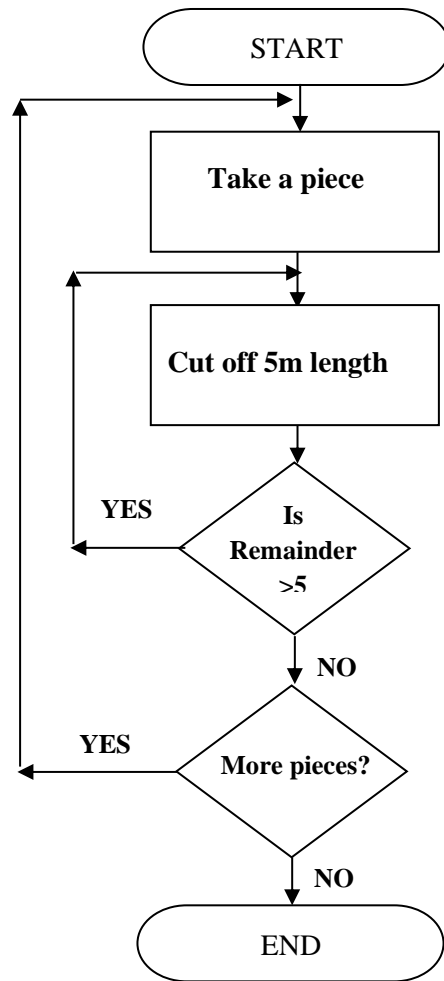 START
Take a piece
Cut off 5m length
YES
Is
Remainder
>5
NO
YES
More pieces?
NO
END